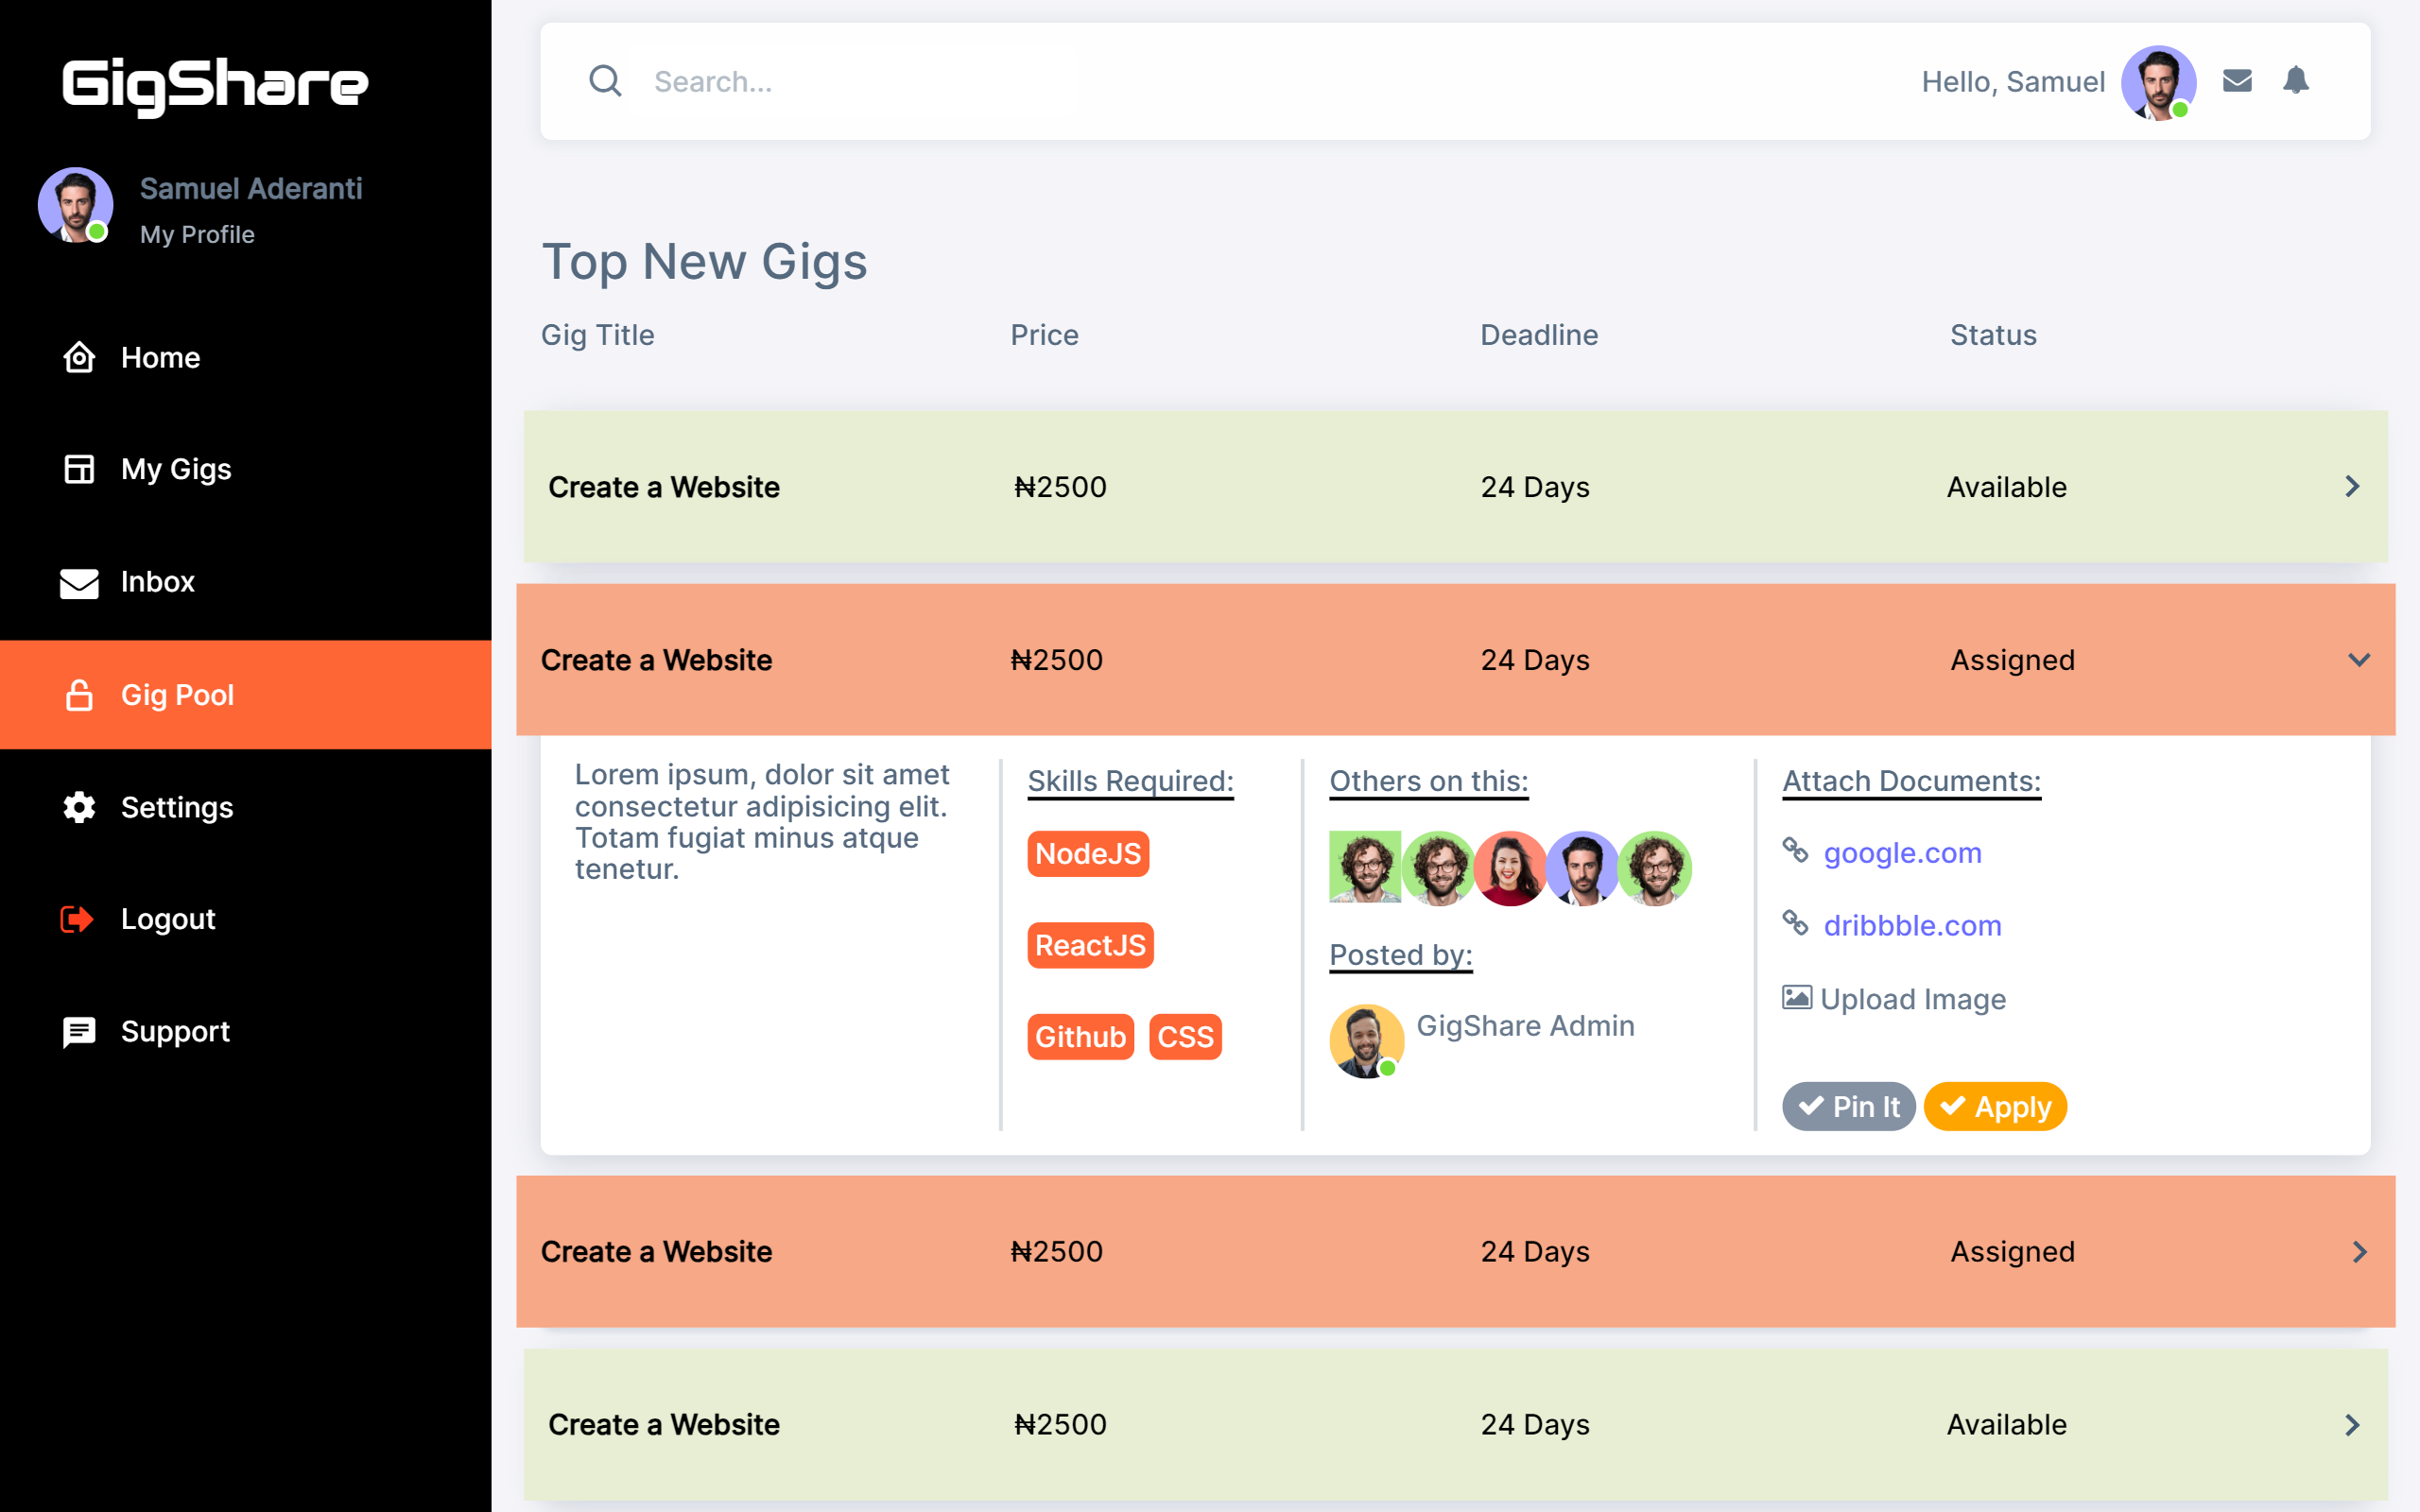 GigShare
Samuel Aderanti
My Profile
Home
My Gigs
Inbox
Gig Pool
Settings
Logout
Support
Search...
Hello, Samuel
Top New Gigs
Gig Title Price Deadline Status
Create a Website ₦2500 24 Days Available
Create a Website ₦2500 24 Days Assigned
Lorem ipsum, dolor sit amet
consectetur adipisicing elit.
Totam fugiat minus atque
tenetur.
Skills Required:
NodeJS
ReactJS
Github CSS
Others on this:
Posted by:
GigShare Admin
Attach Documents:
google.com
dribbble.com
Upload Image
Pin It Apply
Create a Website ₦2500 24 Days Assigned
Create a Website ₦2500 24 Days Available